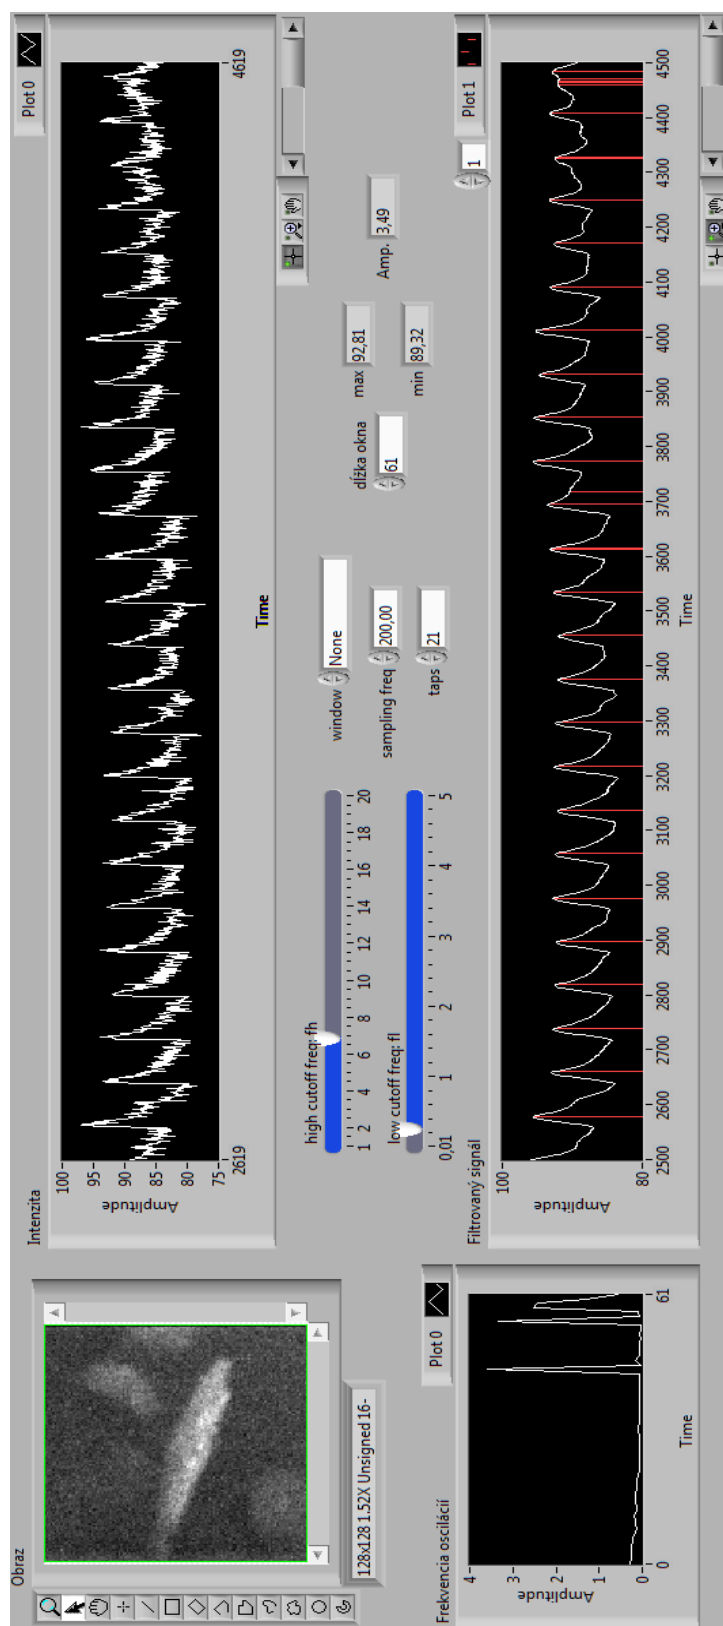 Obraz
128x128 1.52X Unsigned 16-
Intenzita
Plot 0
100
95
90
85
80
75
Amplitude
2619
4619
Time
high cutoff freq: fh
1 2 4 6 8 10 12 14 16 18 20
low cutoff freq: fl
0,01 1 2 3 4 5
window
None
sampling freq
200,00
taps
21
dĺžka okna
61
max
92,81
min
89,32
Amp.
3,49
Frekvencia oscilácií
Plot 0
4
3
2
1
0
Amplitude
0
61
Time
Filtrovaný signál
1
Plot 1
100
80
Amplitude
2500 2600 2700 2800 2900 3000 3100 3200 3300 3400 3500 3600 3700 3800 3900 4000 4100 4200 4300 4400 4500
Time